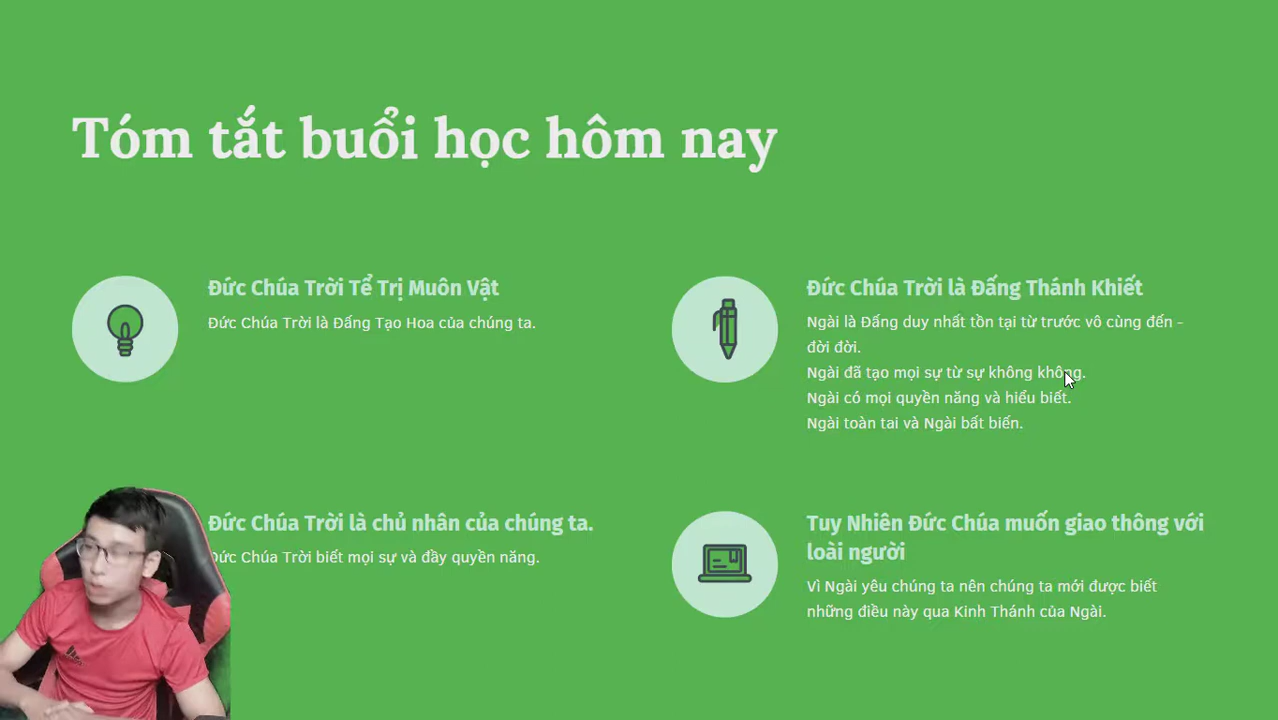 Tóm tắt buổi học hôm nay
Đức Chúa Trời Tể Trị Muôn Vật
Đức Chúa Trời là Đấng Tạo Hoa của chúng ta.
Đức Chúa Trời là Đấng Thánh Khiết
Ngài là Đấng duy nhất tồn tại từ trước vô cùng đến -
đời đời.
Ngài đã tạo mọi sự từ sự không không.
Ngài có mọi quyền năng và hiểu biết.
Ngài toàn tai và Ngài bất biến.
Đức Chúa Trời là chủ nhân của chúng ta.
Đức Chúa Trời biết mọi sự và đầy quyền năng.
Tuy Nhiên Đức Chúa muốn giao thông với
loài người
Vì Ngài yêu chúng ta nên chúng ta mới được biết
những điều này qua Kinh Thánh của Ngài.